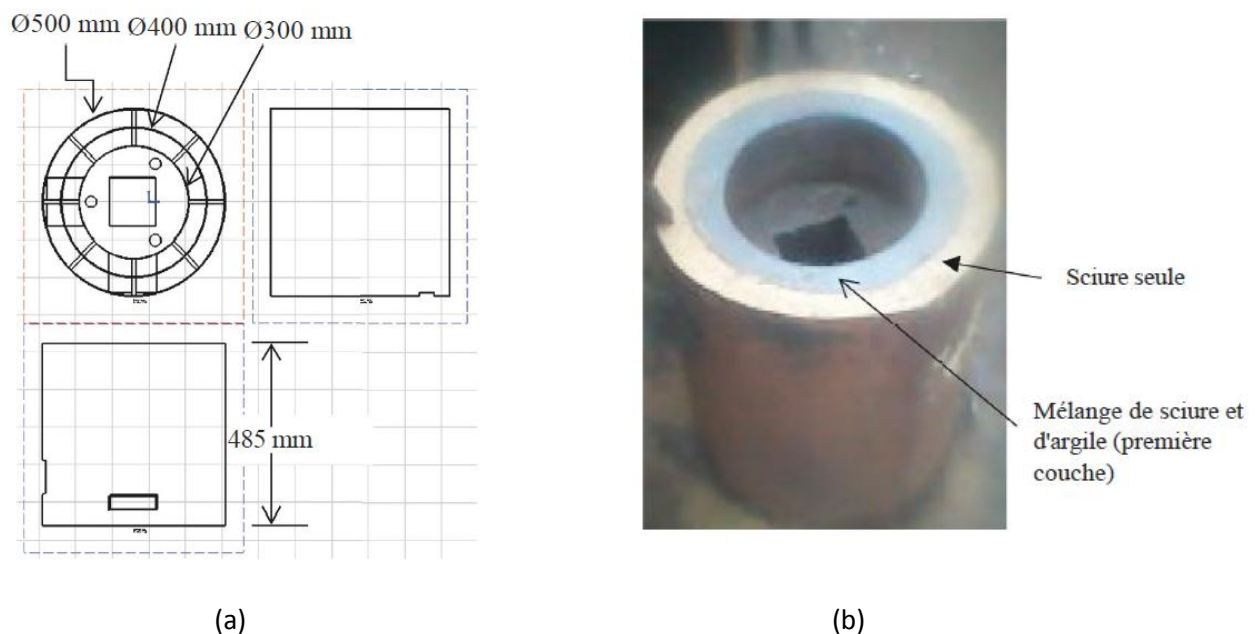 Ø500 mm Ø400 mm Ø300 mm
485 mm
Sciure seule
Mélange de sciure et
d'argile (première
couche)
(a)
(b)